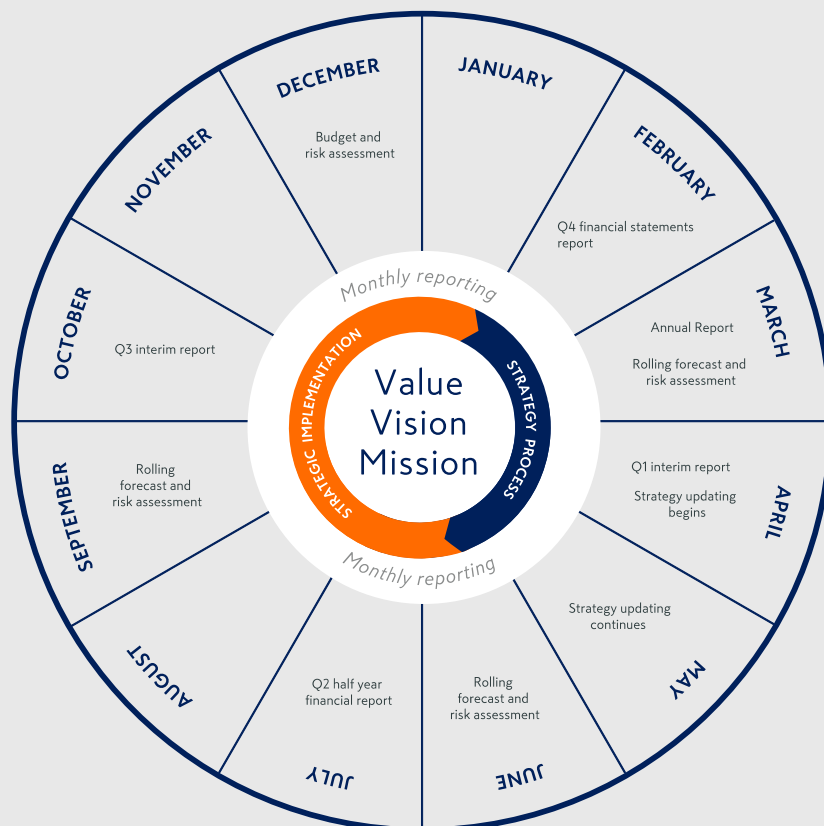 JANUARY
FEBRUARY
Q4 financial statements
report
MARCH
Annual Report
Rolling forecast and
risk assessment
APRIL
Q1 interim report
Strategy updating
begins
MAY
Strategy updating
continues
JUNE
Rolling
forecast and
risk assessment
JULY
Q2 half year
financial report
AUGUST
SEPTEMBER
Rolling
forecast and
risk assessment
OCTOBER
Q3 interim report
NOVEMBER
DECEMBER
Budget and
risk assessment
Monthly reporting
STRATEGIC IMPLEMENTATION
STRATEGY PROCESS
Value
Vision
Mission
Monthly reporting